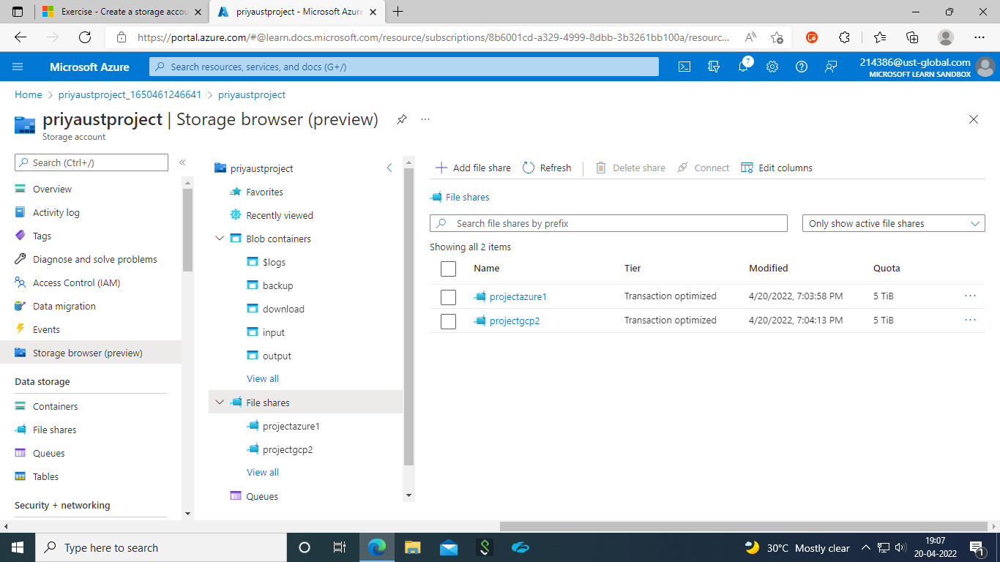 Exercise - Create a storage accou
priyaustproject - Microsoft Azure
https://portal.azure.com/#@learn.docs.microsoft.com/resource/subscriptions/8b6001cd-a329-4999-8dbb-3b3261bb100a/resourc...
Microsoft Azure
Search resources, services, and docs (G+/)
7
214386@ust-global.com
MICROSOFT LEARN SANDBOX
Home > priyaustproject_1650461246641 > priyaustproject
priyaustproject | Storage browser (preview)
Storage account
Search (Ctrl+/)
Overview
Activity log
Tags
Diagnose and solve problems
Access Control (IAM)
Data migration
Events
Storage browser (preview)
Data storage
Containers
File shares
Queues
Tables
Security + networking
priyaustproject
Favorites
Recently viewed
Blob containers
$logs
backup
download
input
output
View all
File shares
projectazure1
projectgcp2
View all
Queues
Add file share Refresh Delete share Connect Edit columns
File shares
Search file shares by prefix
Only show active file shares
Showing all 2 items
Name Tier Modified Quota
projectazure1 Transaction optimized 4/20/2022, 7:03:58 PM 5 TiB
projectgcp2 Transaction optimized 4/20/2022, 7:04:13 PM 5 TiB
Type here to search
30°C Mostly clear
19:07
20-04-2022
1